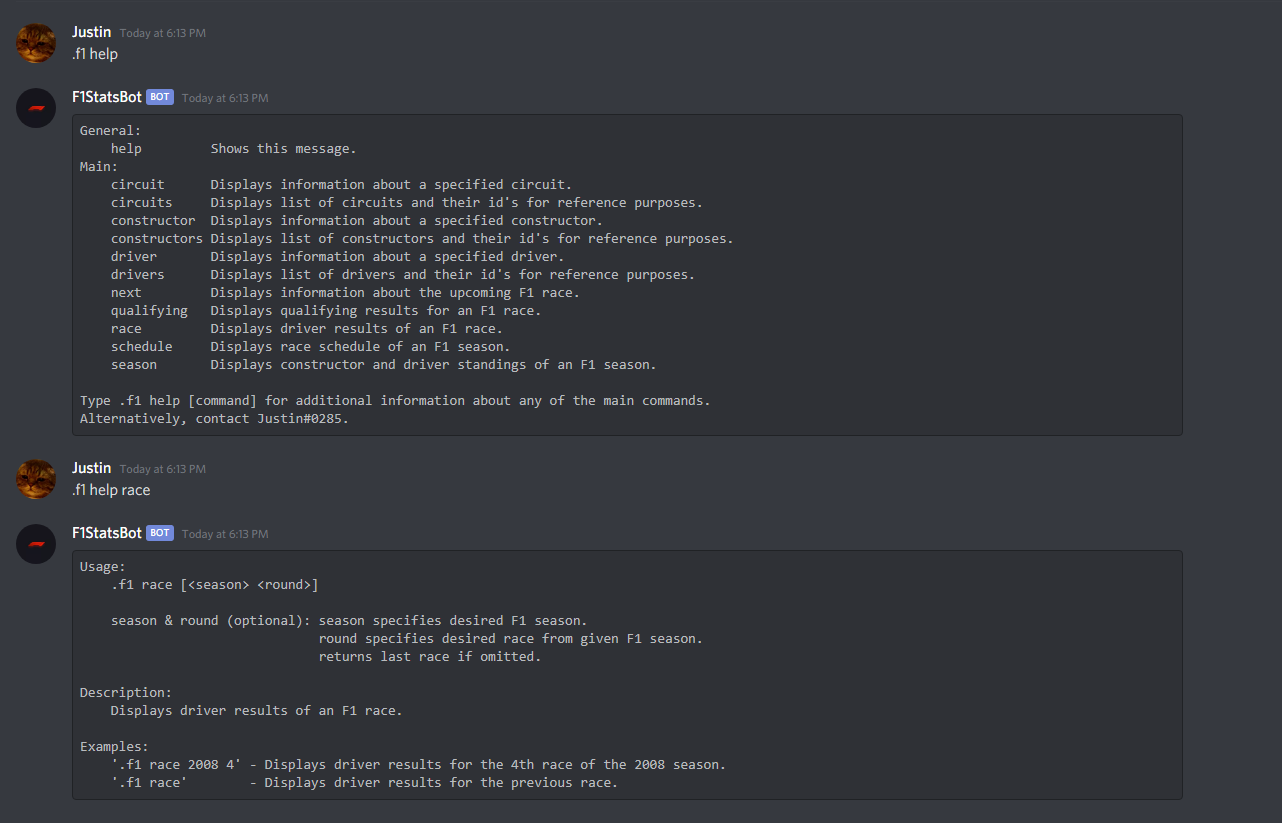 Justin Today at 6:13 PM
.f1 help
F1StatsBot BOT Today at 6:13 PM
General:
    help         Shows this message.
Main:
    circuit      Displays information about a specified circuit.
    circuits     Displays list of circuits and their id's for reference purposes.
    constructor  Displays information about a specified constructor.
    constructors Displays list of constructors and their id's for reference purposes.
    driver       Displays information about a specified driver.
    drivers      Displays list of drivers and their id's for reference purposes.
    next         Displays information about the upcoming F1 race.
    qualifying   Displays qualifying results for an F1 race.
    race         Displays driver results of an F1 race.
    schedule     Displays race schedule of an F1 season.
    season       Displays constructor and driver standings of an F1 season.
Type .f1 help [command] for additional information about any of the main commands.
Alternatively, contact Justin#0285.
Justin Today at 6:13 PM
.f1 help race
F1StatsBot BOT Today at 6:13 PM
Usage:
    .f1 race [<season> <round>]
    season & round (optional): season specifies desired F1 season.
                               round specifies desired race from given F1 season.
                               returns last race if omitted.
Description:
    Displays driver results of an F1 race.
Examples:
    '.f1 race 2008 4' - Displays driver results for the 4th race of the 2008 season.
    '.f1 race'        - Displays driver results for the previous race.